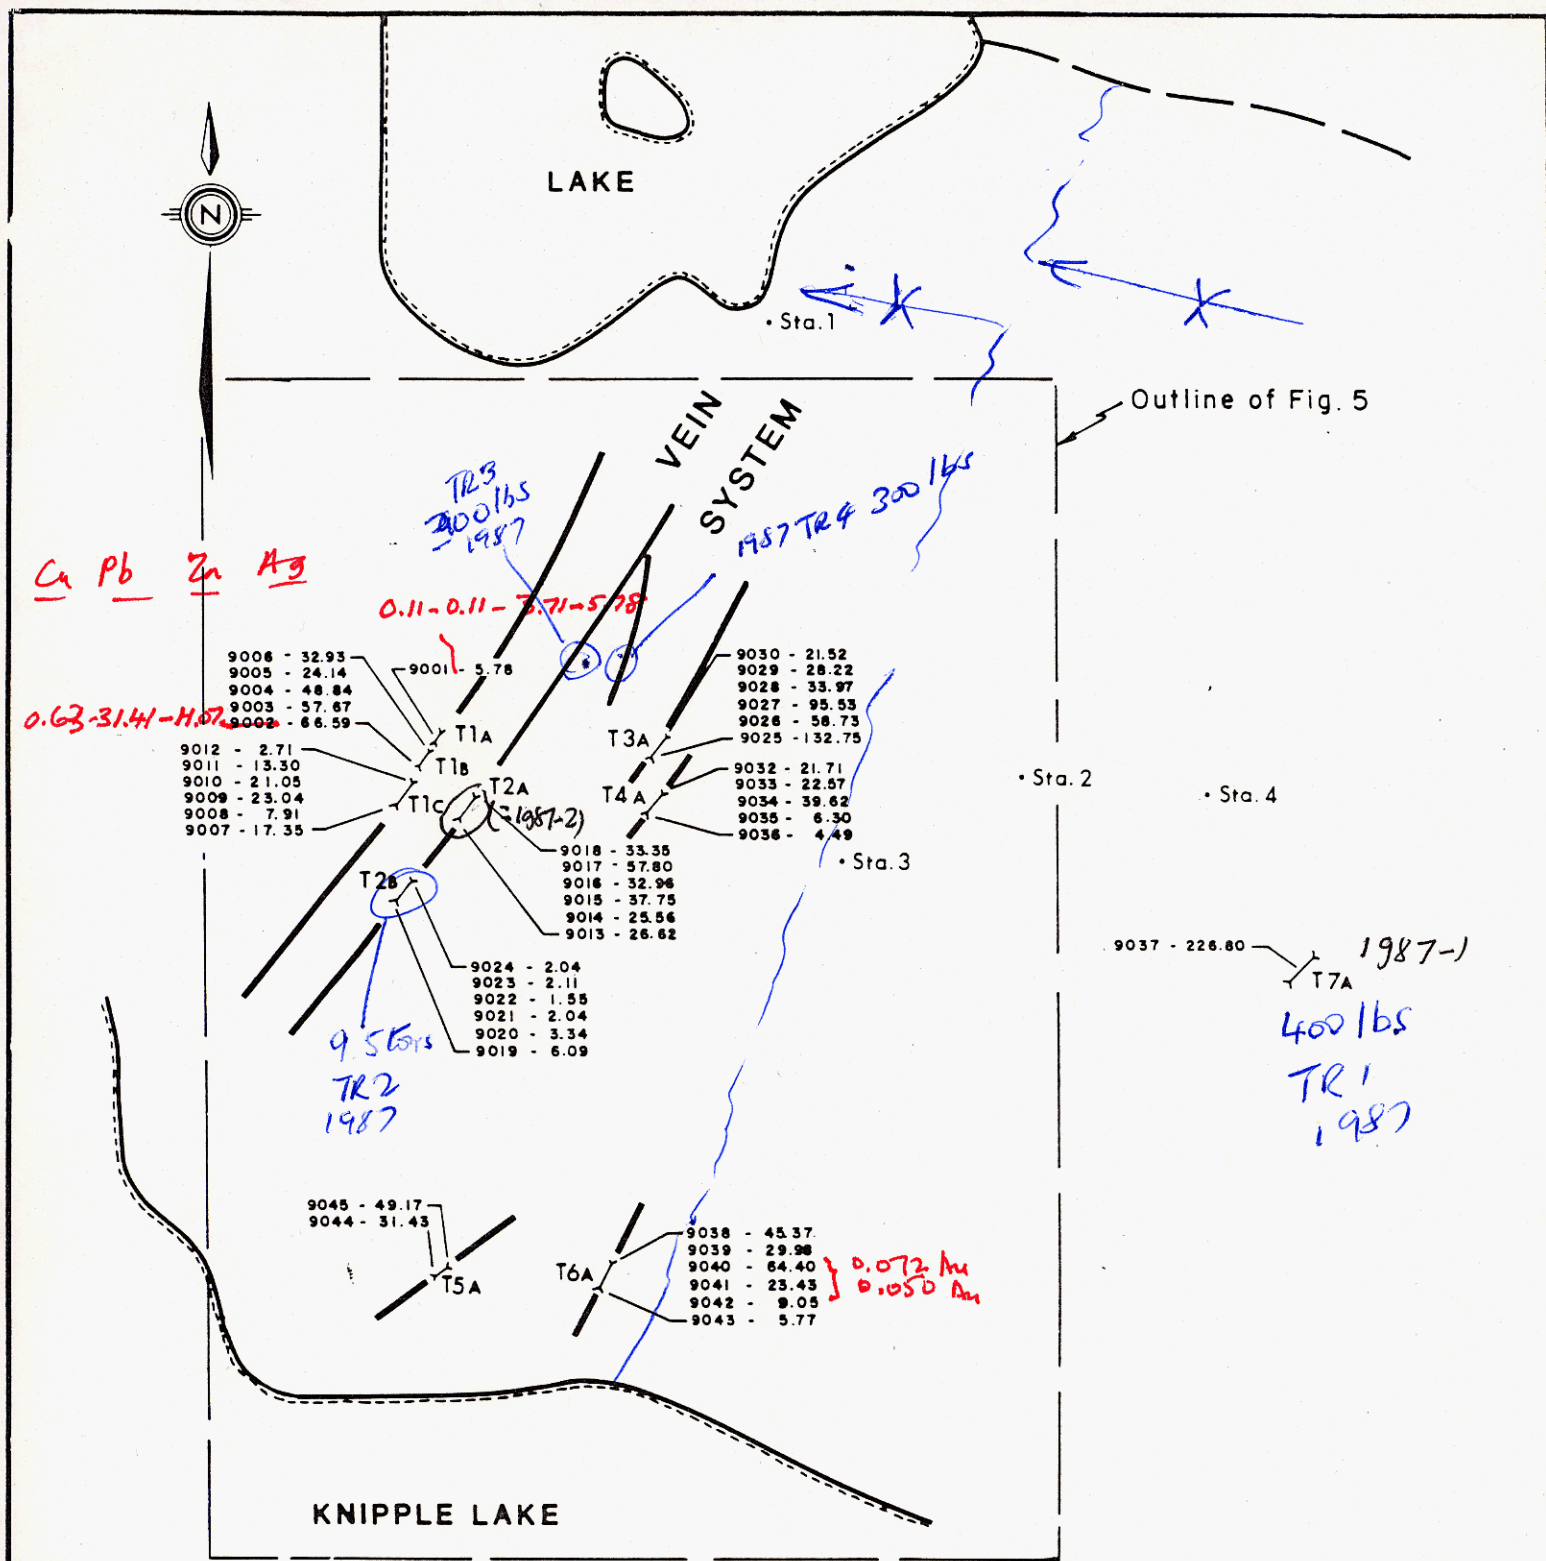 N
LAKE
Sta. 1
Outline of Fig. 5
VEIN
SYSTEM
TR3
400 lbs
1987
1987 TR4 300 lbs
Cu Pb Zn Ag
0.11 - 0.11 - 3.71 - 5.78
9001 - 5.78
9006 - 32.93
9005 - 24.14
9004 - 48.84
9003 - 57.67
9002 - 66.59
0.63-31.41-11.07
9012 - 2.71
9011 - 13.30
9010 - 21.05
9009 - 23.04
9008 - 7.91
9007 - 17.35
T1A
T1B
T1C
T2A
(=1987-2)
T2B
9018 - 33.35
9017 - 57.80
9016 - 32.96
9015 - 37.75
9014 - 25.56
9013 - 26.62
9024 - 2.04
9023 - 2.11
9022 - 1.55
9021 - 2.04
9020 - 3.34
9019 - 6.09
9.5 tons
TR2
1987
T3A
9030 - 21.52
9029 - 28.22
9028 - 33.97
9027 - 95.53
9026 - 58.73
9025 - 132.75
T4A
9032 - 21.71
9033 - 22.57
9034 - 39.62
9035 - 6.30
9036 - 4.49
Sta. 2
Sta. 4
Sta. 3
9037 - 226.80
T7A
1987-1
400 lbs
TR 1
1987
9045 - 49.17
9044 - 31.43
T5A
T6A
9038 - 45.37
9039 - 29.98
9040 - 64.40
9041 - 23.43
9042 - 9.05
9043 - 5.77
0.072 Au
0.050 Au
KNIPPLE LAKE